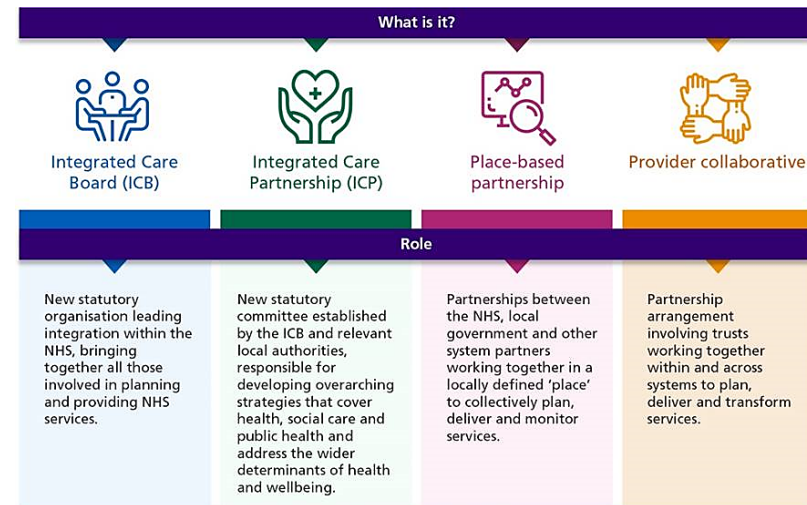 What is it?
Integrated Care
Board (ICB)
Integrated Care
Partnership (ICP)
Place-based
partnership
Provider collaborative
Role
New statutory
organisation leading
integration within the
NHS, bringing
together all those
involved in planning
and providing NHS
services.
New statutory
committee established
by the ICB and relevant
local authorities,
responsible for
developing overarching
strategies that cover
health, social care and
public health and
address the wider
determinants of health
and wellbeing.
Partnerships between
the NHS, local
government and other
system partners
working together in a
locally defined ‘place’
to collectively plan,
deliver and monitor
services.
Partnership
arrangement
involving trusts
working together
within and across
systems to plan,
deliver and transform
services.